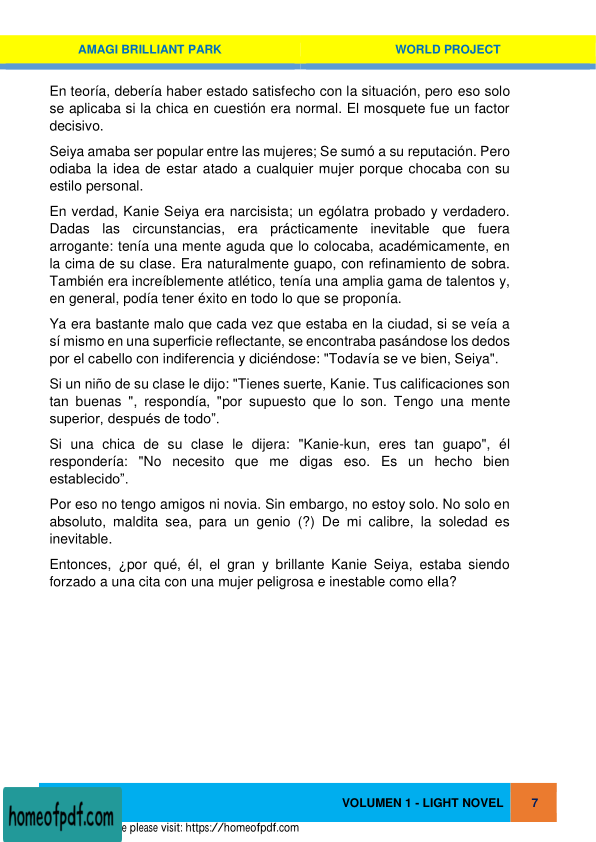 AMAGI BRILLIANT PARK WORLD PROJECT
En teoría, debería haber estado satisfecho con la situación, pero eso solo
se aplicaba si la chica en cuestión era normal. El mosquete fue un factor
decisivo.
Seiya amaba ser popular entre las mujeres; Se sumó a su reputación. Pero
odiaba la idea de estar atado a cualquier mujer porque chocaba con su
estilo personal.
En verdad, Kanie Seiya era narcisista; un ególatra probado y verdadero.
Dadas las circunstancias, era prácticamente inevitable que fuera
arrogante: tenía una mente aguda que lo colocaba, académicamente, en
la cima de su clase. Era naturalmente guapo, con refinamiento de sobra.
También era increíblemente atlético, tenía una amplia gama de talentos y,
en general, podía tener éxito en todo lo que se proponía.
Ya era bastante malo que cada vez que estaba en la ciudad, si se veía a
sí mismo en una superficie reflectante, se encontraba pasándose los dedos
por el cabello con indiferencia y diciéndose: "Todavía se ve bien, Seiya".
Si un niño de su clase le dijo: "Tienes suerte, Kanie. Tus calificaciones son
tan buenas ", respondía, "por supuesto que lo son. Tengo una mente
superior, después de todo”.
Si una chica de su clase le dijera: "Kanie-kun, eres tan guapo", él
respondería: "No necesito que me digas eso. Es un hecho bien
establecido”.
Por eso no tengo amigos ni novia. Sin embargo, no estoy solo. No solo en
absoluto, maldita sea, para un genio (?) De mi calibre, la soledad es
inevitable.
Entonces, ¿por qué, él, el gran y brillante Kanie Seiya, estaba siendo
forzado a una cita con una mujer peligrosa e inestable como ella?
VOLUMEN 1 - LIGHT NOVEL 7
homeofpdf.com
e please visit: https://homeofpdf.com